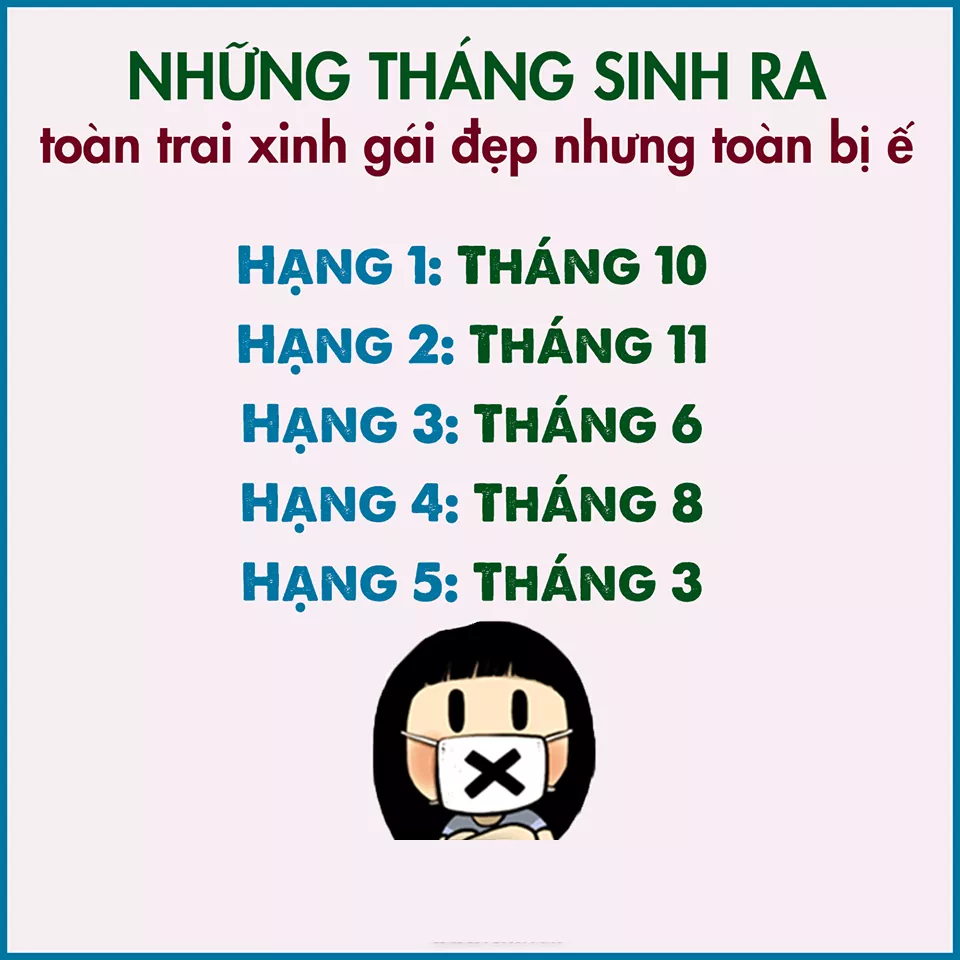 NHỮNG THÁNG SINH RA
toàn trai xinh gái đẹp nhưng toàn bị ế
HẠNG 1: THÁNG 10
HẠNG 2: THÁNG 11
HẠNG 3: THÁNG 6
HẠNG 4: THÁNG 8
HẠNG 5: THÁNG 3